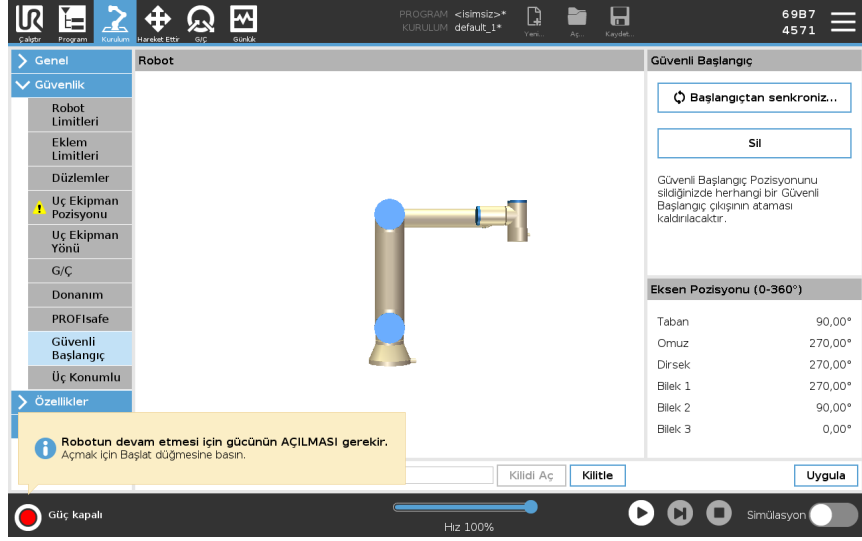 PROGRAM <isimsiz>*
KURULUM default_1*
69B7
4571
Çalıştır
Program
Kurulum
Hareket Ettir
G/Ç
Günlük
Yeni...
Aç...
Kaydet...
Genel
Güvenlik
Robot
Limitleri
Eklem
Limitleri
Düzlemler
Uç Ekipman
Pozisyonu
Uç Ekipman
Yönü
G/Ç
Donanım
PROFIsafe
Güvenli
Başlangıç
Üç Konumlu
Özellikler
Robot
Güvenli Başlangıç
Başlangıçtan senkroniz...
Sil
Güvenli Başlangıç Pozisyonunu
sildiğinizde herhangi bir Güvenli
Başlangıç çıkışının ataması
kaldırılacaktır.
Eksen Pozisyonu (0-360°)
Taban 90,00°
Omuz 270,00°
Dirsek 270,00°
Bilek 1 270,00°
Bilek 2 90,00°
Bilek 3 0,00°
Robotun devam etmesi için gücünün AÇILMASI gerekir.
Açmak için Başlat düğmesine basın.
Kilidi Aç
Kilitle
Uygula
Güç kapalı
Hız 100%
Simülasyon